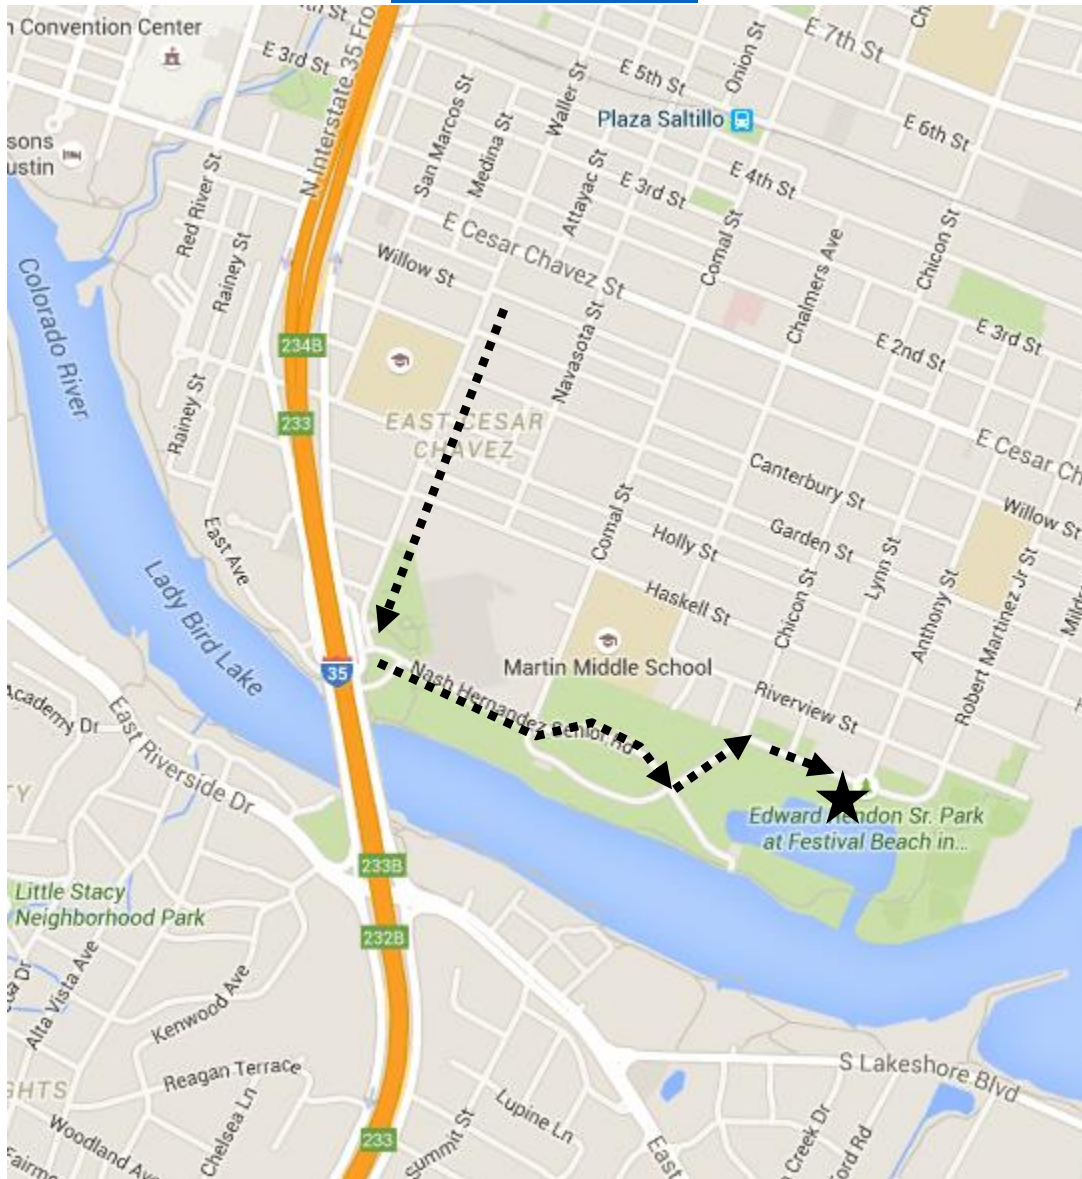 n Convention Center
E 3rd St
N Interstate 35 Fro
E 7th St
Onion St
E 5th St
Plaza Saltillo
sons
ustin
San Marcos St
Medina St
Waller St
Attayac St
E 3rd St
E 4th St
E 6th St
Red River St
Rainey St
Willow St
E Cesar Chavez St
Comal St
Chalmers Ave
Chicon St
Colorado River
234B
Navasota St
E 2nd St
E 3rd St
Rainey St
233
EAST CESAR
CHAVEZ
E Cesar Ch
Canterbury St
Willow St
East Ave
Comal St
Holly St
Garden St
Lady Bird Lake
Haskell St
Chicon St
Lynn St
Anthony St
Robert Martinez Jr St
35
Martin Middle School
Nash Hernandez Senior Rd
Riverview St
Academy Dr
East Riverside Dr
Edward Rendon Sr. Park
at Festival Beach in...
233B
Little Stacy
Neighborhood Park
232B
Alta Vista Ave
Kenwood Ave
Reagan Terrace
S Lakeshore Blvd
GHTS
Chelsea Ln
Lupine Ln
Woodland Ave
233
Summit St
East
Creek Dr
ford Rd